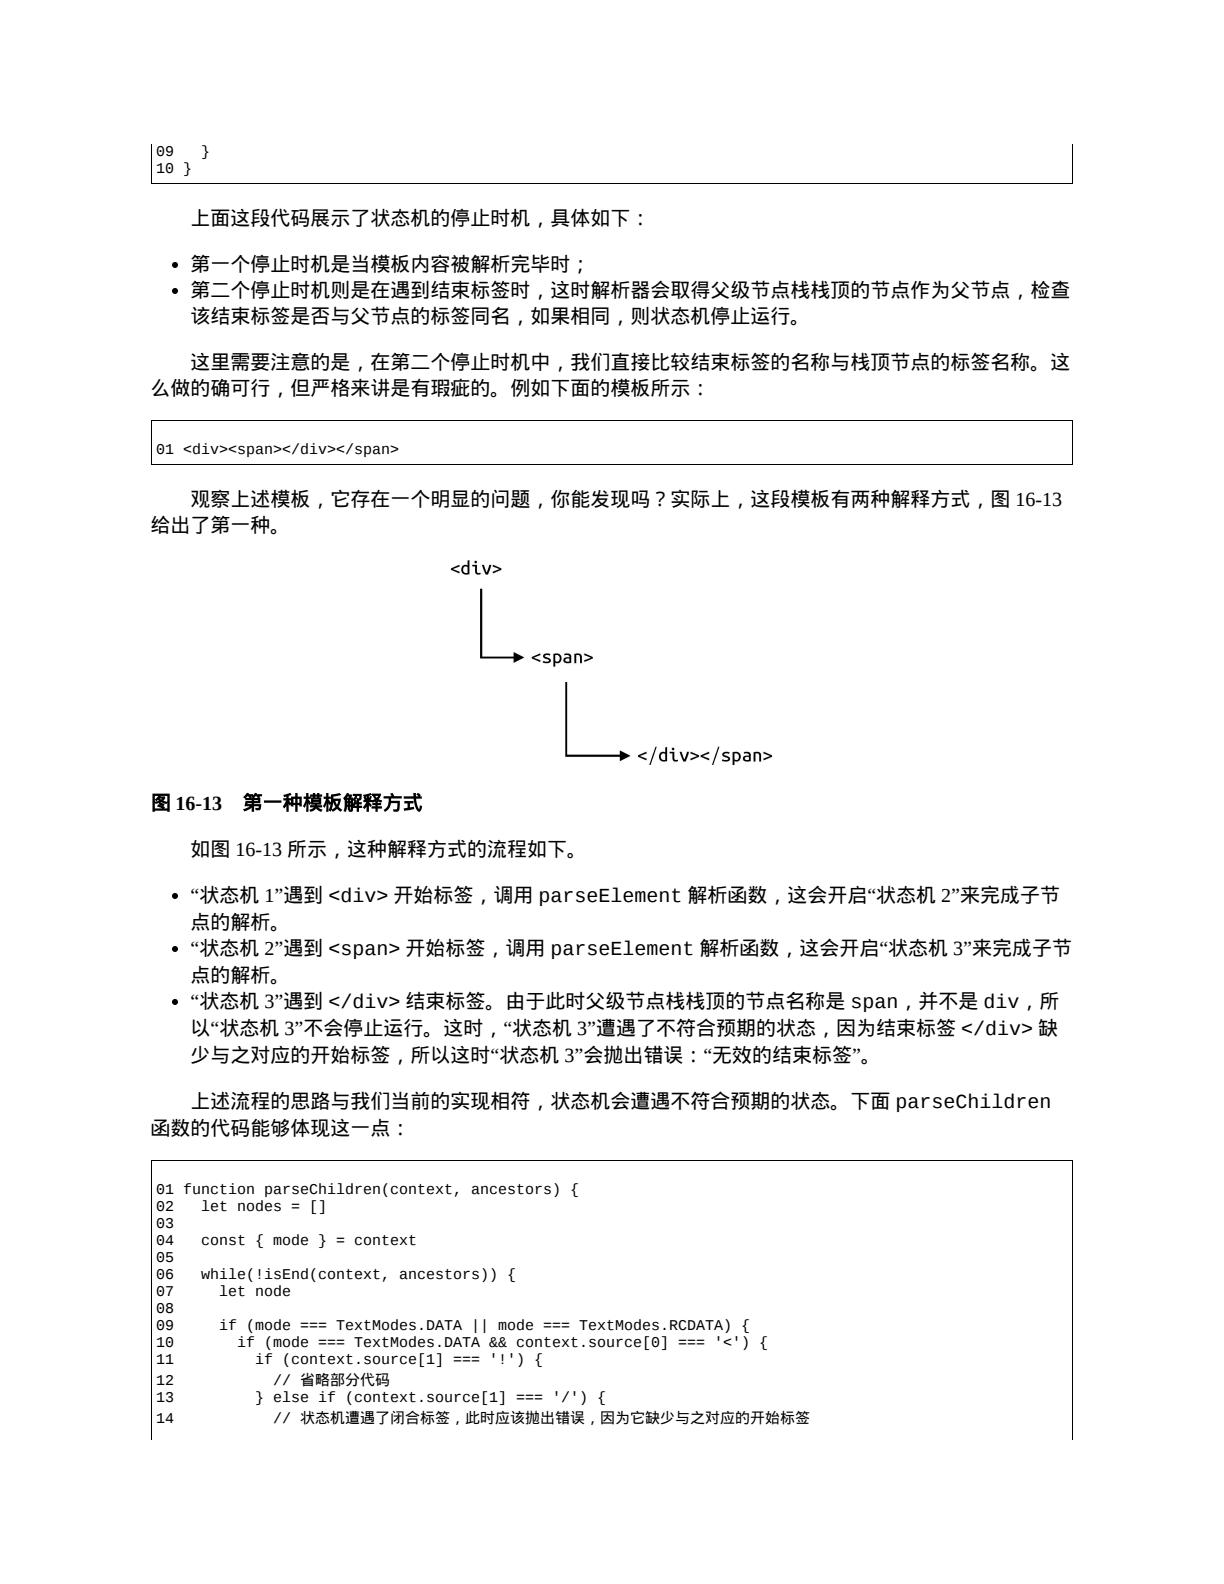 09   }
10 }
上面这段代码展示了状态机的停止时机，具体如下：
• 第一个停止时机是当模板内容被解析完毕时；
• 第二个停止时机则是在遇到结束标签时，这时解析器会取得父级节点栈栈顶的节点作为父节点，检查
该结束标签是否与父节点的标签同名，如果相同，则状态机停止运行。
这里需要注意的是，在第二个停止时机中，我们直接比较结束标签的名称与栈顶节点的标签名称。这
么做的确可行，但严格来讲是有瑕疵的。例如下面的模板所示：
01 <div><span></div></span>
观察上述模板，它存在一个明显的问题，你能发现吗？实际上，这段模板有两种解释方式，图 16-13
给出了第一种。
<div>
<span>
</div></span>
图 16-13　第一种模板解释方式
如图 16-13 所示，这种解释方式的流程如下。
• “状态机 1”遇到 <div> 开始标签，调用 parseElement 解析函数，这会开启“状态机 2”来完成子节
点的解析。
• “状态机 2”遇到 <span> 开始标签，调用 parseElement 解析函数，这会开启“状态机 3”来完成子节
点的解析。
• “状态机 3”遇到 </div> 结束标签。由于此时父级节点栈栈顶的节点名称是 span，并不是 div，所
以“状态机 3”不会停止运行。这时，“状态机 3”遭遇了不符合预期的状态，因为结束标签 </div> 缺
少与之对应的开始标签，所以这时“状态机 3”会抛出错误：“无效的结束标签”。
上述流程的思路与我们当前的实现相符，状态机会遭遇不符合预期的状态。下面 parseChildren
函数的代码能够体现这一点：
01 function parseChildren(context, ancestors) {
02   let nodes = []
03
04   const { mode } = context
05
06   while(!isEnd(context, ancestors)) {
07     let node
08
09     if (mode === TextModes.DATA || mode === TextModes.RCDATA) {
10       if (mode === TextModes.DATA && context.source[0] === '<') {
11         if (context.source[1] === '!') {
12           // 省略部分代码
13         } else if (context.source[1] === '/') {
14           // 状态机遭遇了闭合标签，此时应该抛出错误，因为它缺少与之对应的开始标签